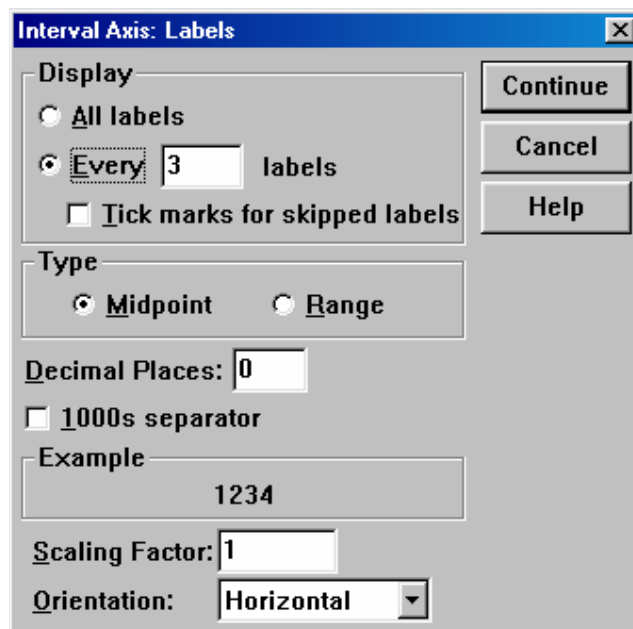 Interval Axis: Labels
Display
All labels
Every 3 labels
Tick marks for skipped labels
Continue
Cancel
Help
Type
Midpoint Range
Decimal Places: 0
1000s separator
Example
1234
Scaling Factor: 1
Orientation: Horizontal